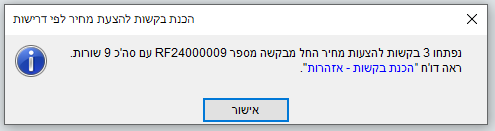 הכנת בקשות להצעת מחיר לפי דרישות
נפתחו 3 בקשות להצעות מחיר החל מבקשה מספר RF24000009 עם סה"כ 9 שורות.
ראה דו"ח "הכנת בקשות - אזהרות".
אישור